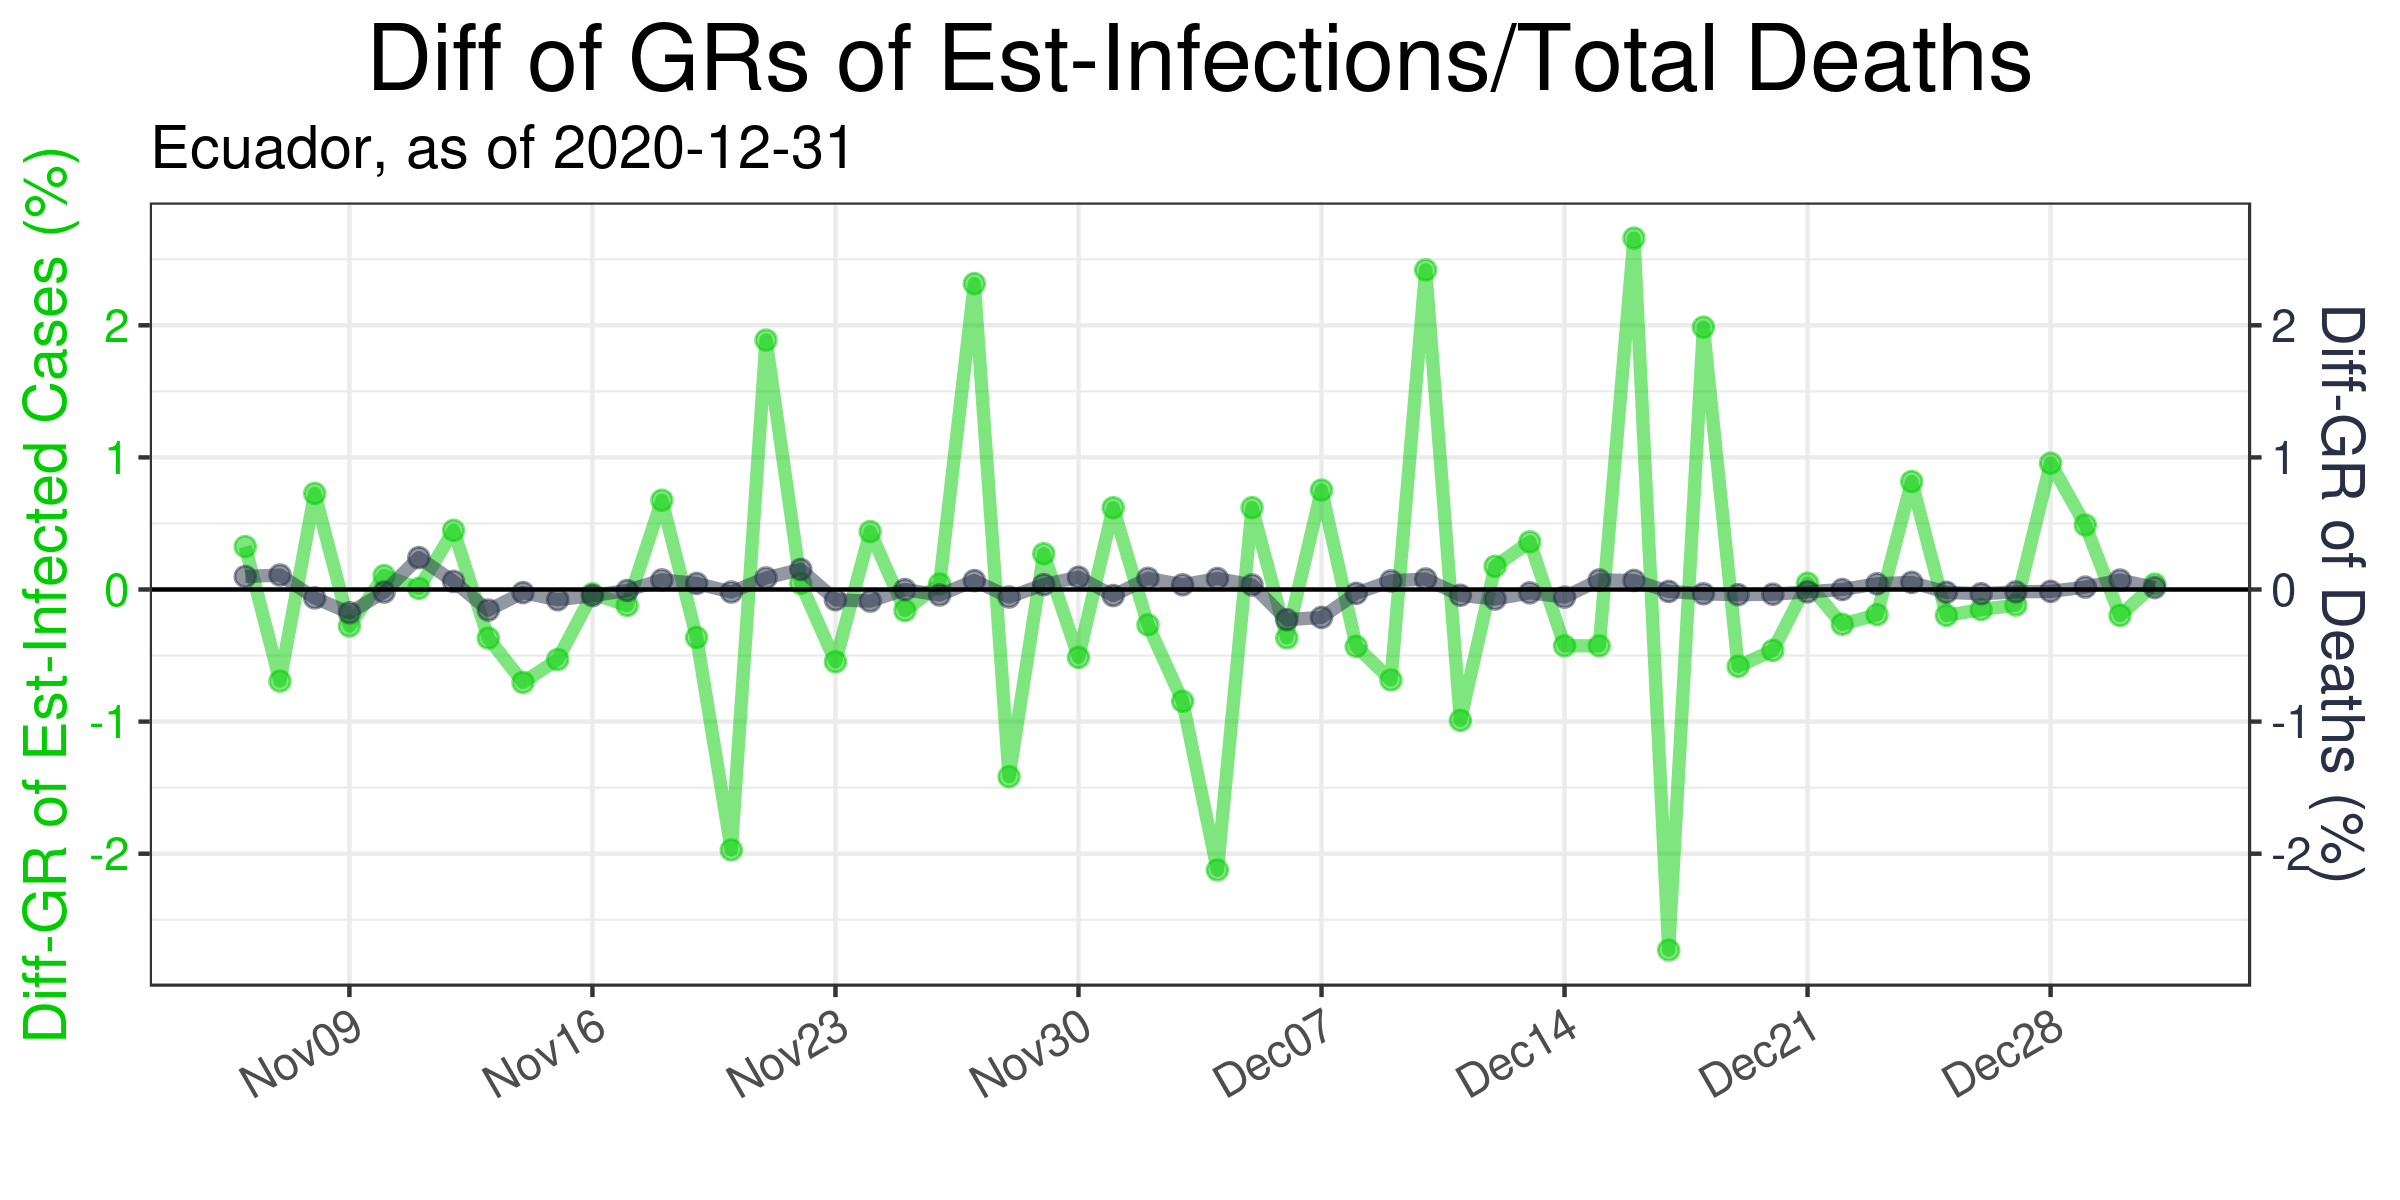 Diff of GRs of Est-Infections/Total Deaths
Ecuador, as of 2020-12-31
Diff-GR of Est-Infected Cases (%)
2
1
0
-1
-2
2
1
0
-1
-2
Diff-GR of Deaths (%)
Nov09
Nov16
Nov23
Nov30
Dec07
Dec14
Dec21
Dec28